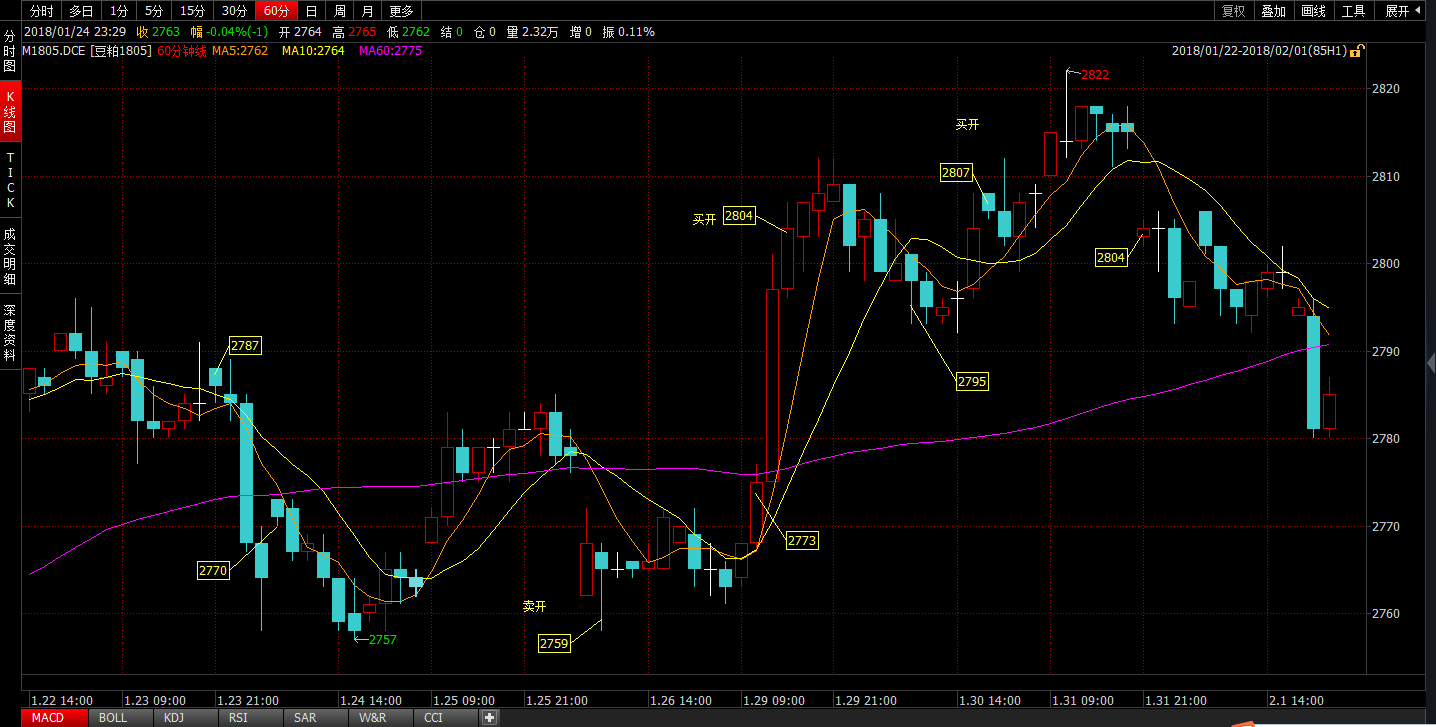 分时 多日 1分 5分 15分 30分 60分 日 周 月 更多 复权 叠加 画线 工具 展开
2018/01/24 23:29 收 2763 幅 -0.04%(-1) 开 2764 高 2765 低 2762 结 0 仓 0 量 2.32万 增 0 振 0.11%
M1805.DCE [豆粕1805] 60分钟线 MA5:2762 MA10:2764 MA60:2775 2018/01/22-2018/02/01(85H1)
分时图
K线图
TICK
成交明细
深度资料
2822
2820
买开
2807
2810
买开 2804
2804
2800
2787
2790
2795
2780
2773
2770
2770
卖开
2760
2757
2759
1.22 14:00 1.23 09:00 1.23 21:00 1.24 14:00 1.25 09:00 1.25 21:00 1.26 14:00 1.29 09:00 1.29 21:00 1.30 14:00 1.31 09:00 1.31 21:00 2.1 14:00
MACD BOLL KDJ RSI SAR W&R CCI